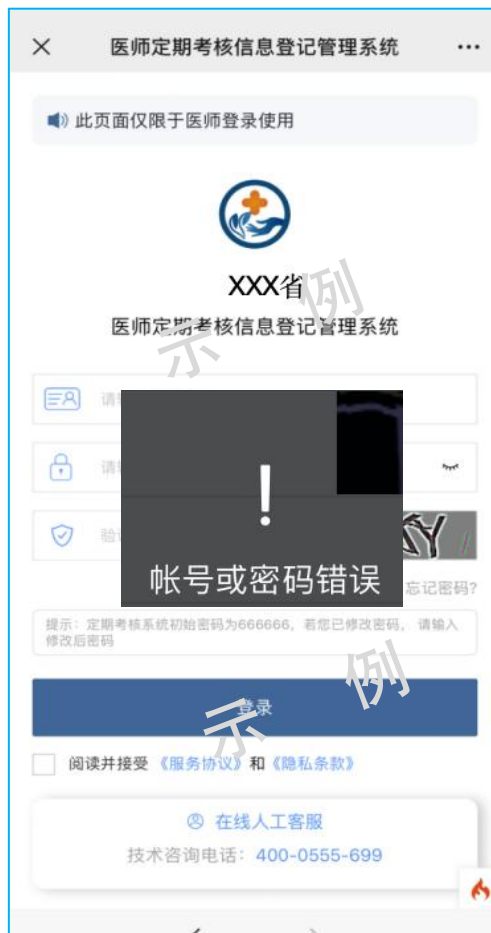 医师定期考核信息登记管理系统
此页面仅限于医师登录使用
XXX省
医师定期考核信息登记管理系统
示 例
请
请
验
!
帐号或密码错误
忘记密码?
提示：定期考核系统初始密码为666666，若您已修改密码， 请输入
修改后密码
示 例
登录
阅读并接受 《服务协议》和《隐私条款》
在线人工客服
技术咨询电话：400-0555-699